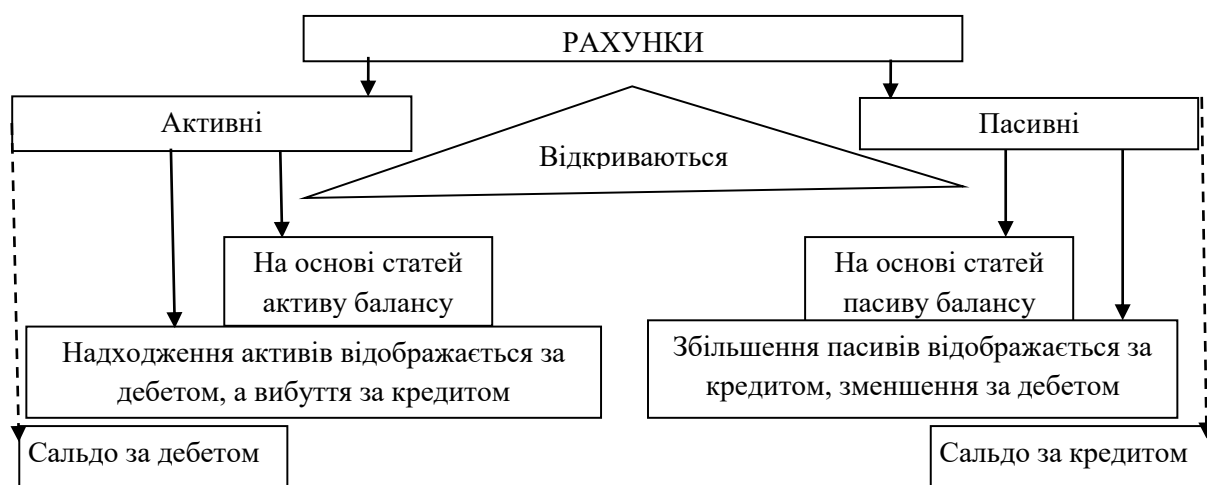 РАХУНКИ
Активні
Пасивні
Відкриваються
На основі статей
активу балансу
На основі статей
пасиву балансу
Надходження активів відображається за
дебетом, а вибуття за кредитом
Збільшення пасивів відображається за
кредитом, зменшення за дебетом
Сальдо за дебетом
Сальдо за кредитом